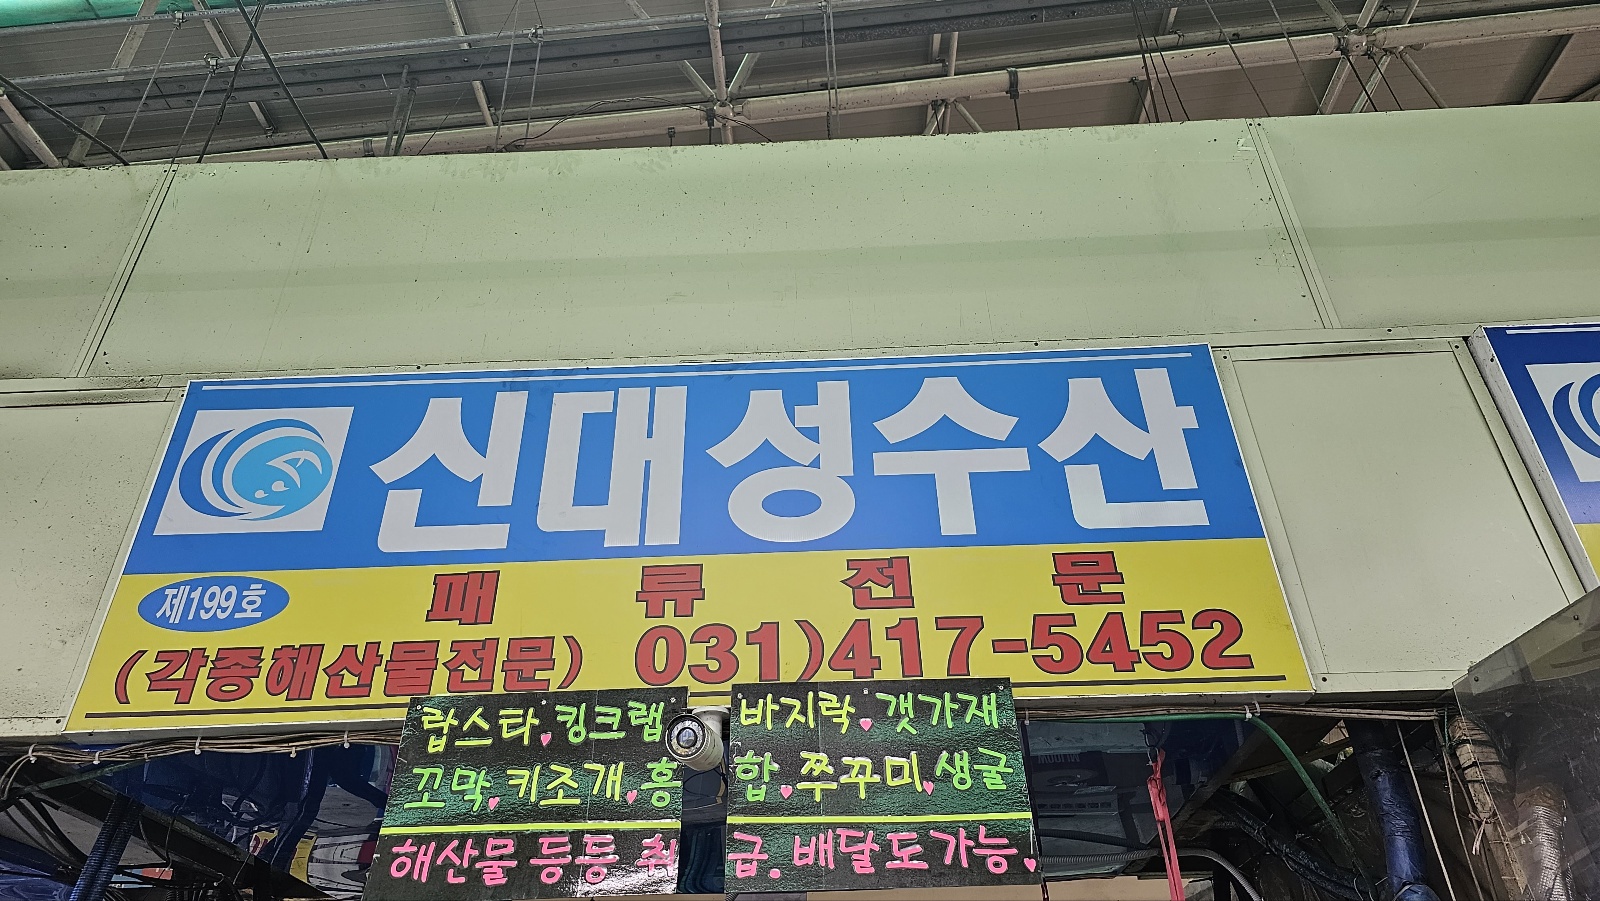 신대성수산
제199호
패류전문
(각종해산물전문) 031)417-5452
랍스타.킹크랩
꼬막.키조개.홍
해산물 등등 취
바지락.갯가재
합.쭈꾸미.생굴
급. 배달도가능.